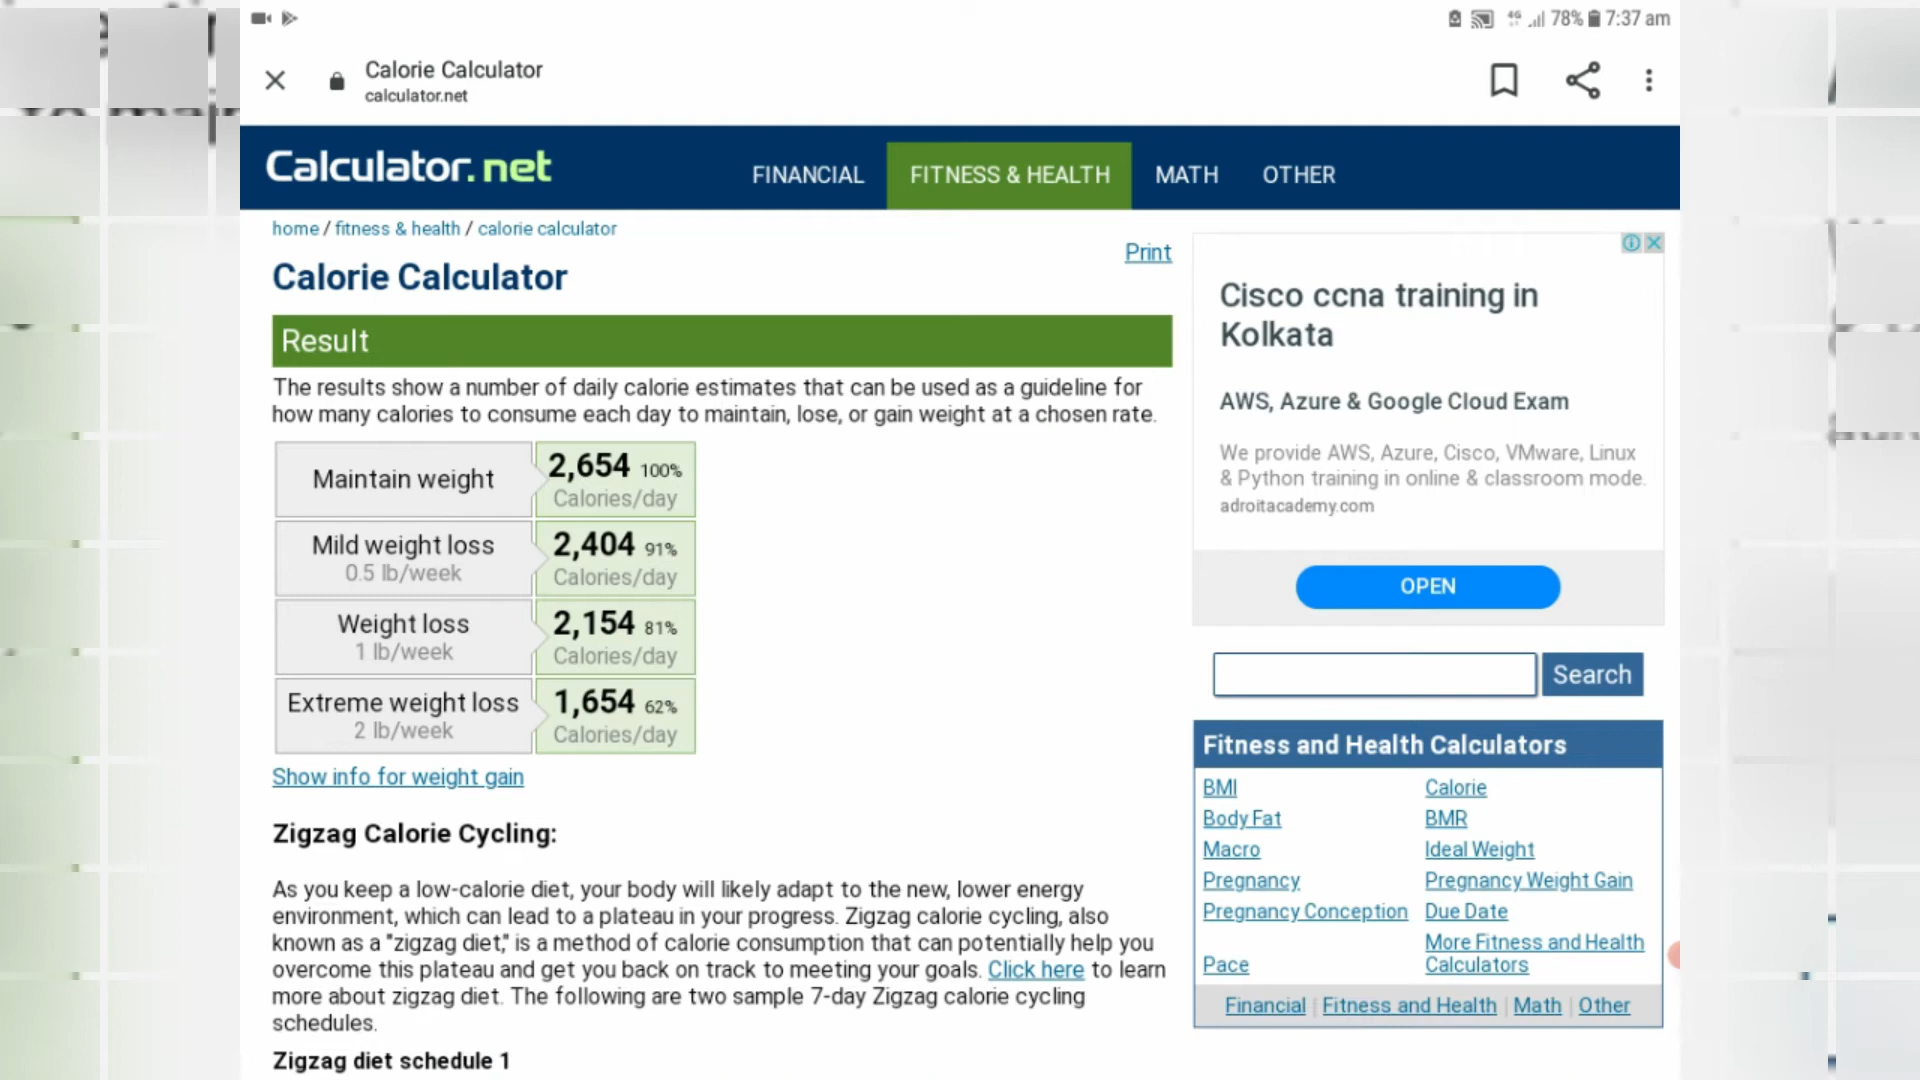 4G 78% 7:37 am
Calorie Calculator
calculator.net
Calculator.net
FINANCIAL FITNESS & HEALTH MATH OTHER
home / fitness & health / calorie calculator
Print
Calorie Calculator
Result
The results show a number of daily calorie estimates that can be used as a guideline for
how many calories to consume each day to maintain, lose, or gain weight at a chosen rate.
Maintain weight
2,654 100%
Calories/day
Mild weight loss
0.5 lb/week
2,404 91%
Calories/day
Weight loss
1 lb/week
2,154 81%
Calories/day
Extreme weight loss
2 lb/week
1,654 62%
Calories/day
Show info for weight gain
Zigzag Calorie Cycling:
As you keep a low-calorie diet, your body will likely adapt to the new, lower energy
environment, which can lead to a plateau in your progress. Zigzag calorie cycling, also
known as a "zigzag diet," is a method of calorie consumption that can potentially help you
overcome this plateau and get you back on track to meeting your goals. Click here to learn
more about zigzag diet. The following are two sample 7-day Zigzag calorie cycling
schedules.
Zigzag diet schedule 1
Cisco ccna training in
Kolkata
AWS, Azure & Google Cloud Exam
We provide AWS, Azure, Cisco, VMware, Linux
& Python training in online & classroom mode.
adroitacademy.com
OPEN
Search
Fitness and Health Calculators
BMI Calorie
Body Fat BMR
Macro Ideal Weight
Pregnancy Pregnancy Weight Gain
Pregnancy Conception Due Date
Pace More Fitness and Health
Calculators
Financial | Fitness and Health | Math | Other